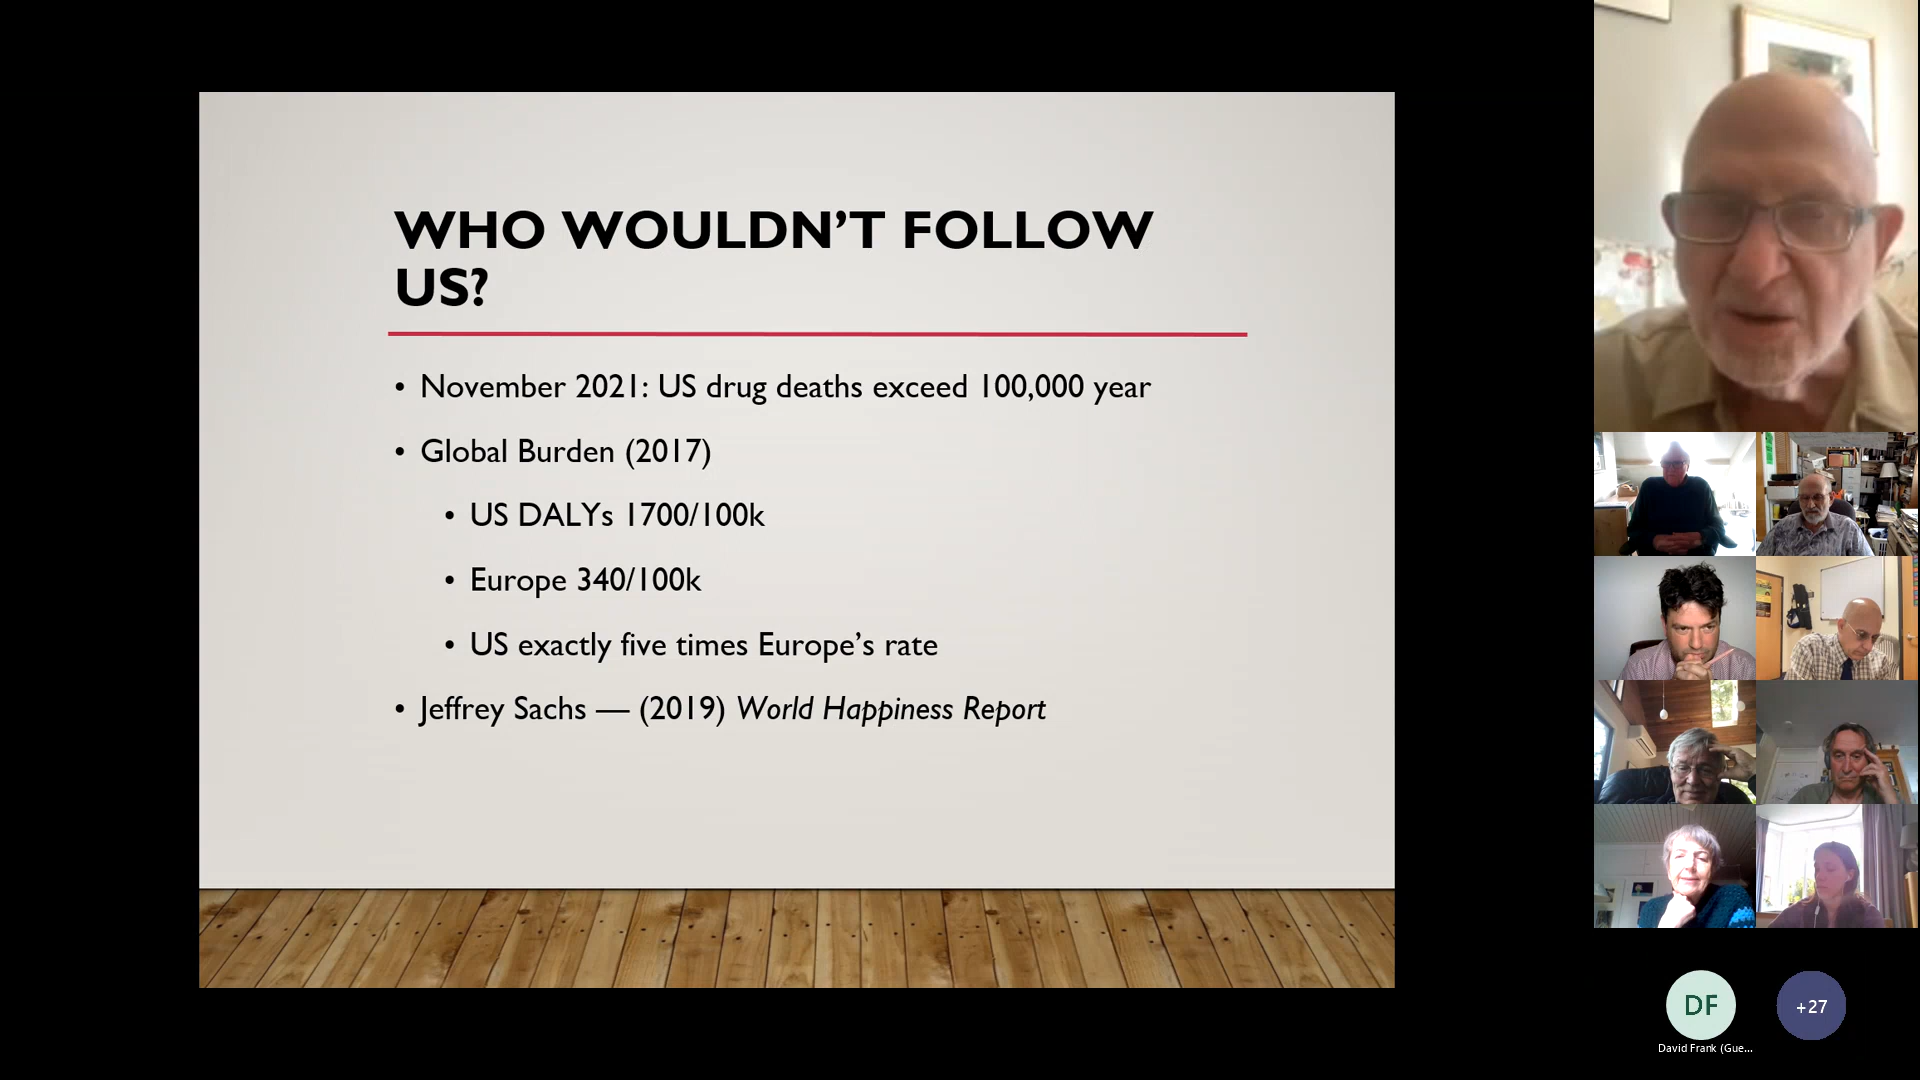 WHO WOULDN’T FOLLOW
US?
• November 2021: US drug deaths exceed 100,000 year
• Global Burden (2017)
• US DALYs 1700/100k
• Europe 340/100k
• US exactly five times Europe’s rate
• Jeffrey Sachs — (2019) World Happiness Report
DF
+27
David Frank (Gue...